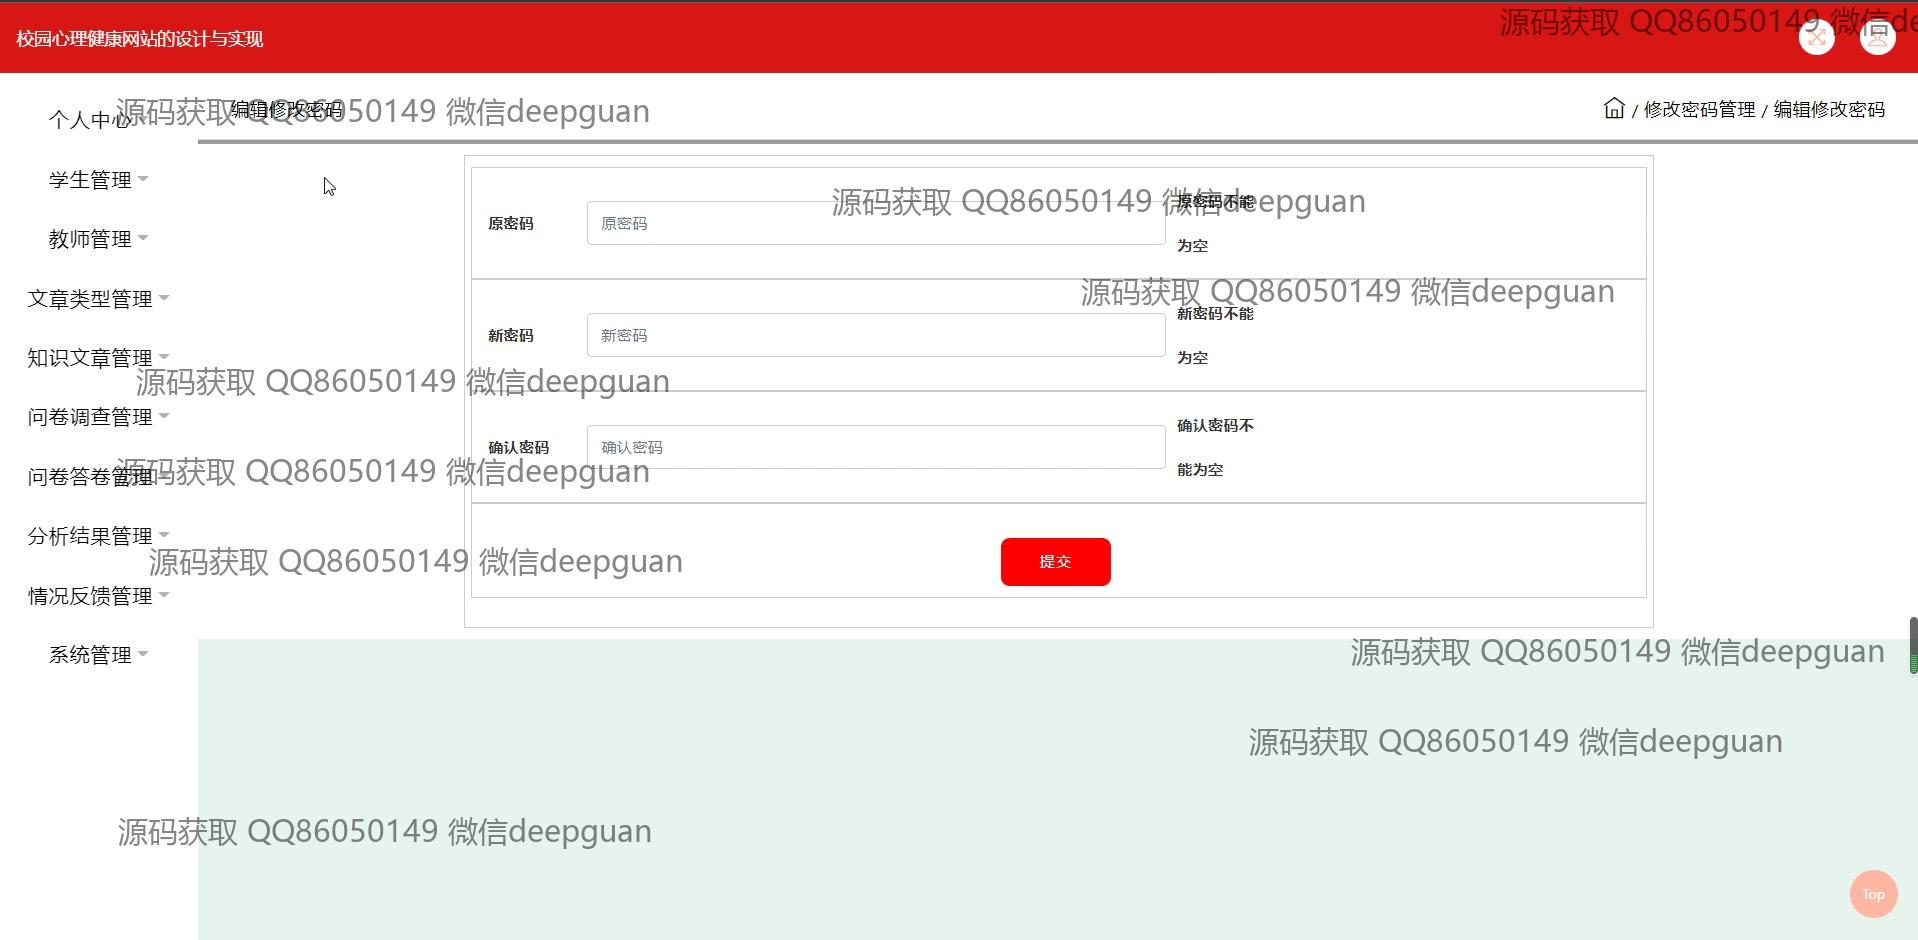 校园心理健康网站的设计与实现
源码获取 QQ86050149 微信de
个人中心
源码获取 QQ86050149 微信deepguan
编辑修改密码
/ 修改密码管理 / 编辑修改密码
学生管理
教师管理
文章类型管理
知识文章管理
问卷调查管理
问卷答卷管理
分析结果管理
情况反馈管理
系统管理
源码获取 QQ86050149 微信deepguan
原密码
原密码
原密码不能
为空
源码获取 QQ86050149 微信deepguan
新密码
新密码
新密码不能
为空
源码获取 QQ86050149 微信deepguan
确认密码
确认密码
确认密码不
能为空
源码获取 QQ86050149 微信deepguan
提交
源码获取 QQ86050149 微信deepguan
源码获取 QQ86050149 微信deepguan
源码获取 QQ86050149 微信deepguan
源码获取 QQ86050149 微信deepguan
Top